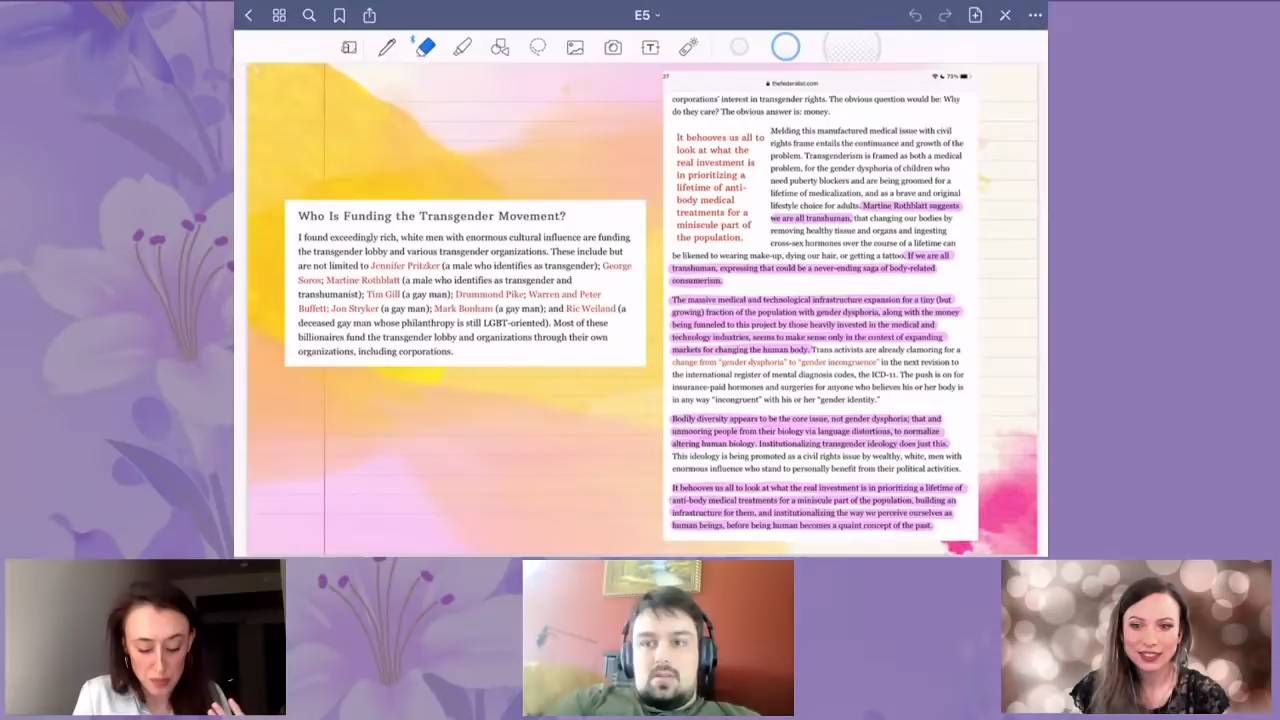 E5
Who Is Funding the Transgender Movement?
I found exceedingly rich, white men with enormous cultural influence are funding
the transgender lobby and various transgender organizations. These include but
are not limited to Jennifer Pritzker (a male who identifies as transgender); George
Soros; Martine Rothblatt (a male who identifies as transgender and
transhumanist); Tim Gill (a gay man); Drummond Pike; Warren and Peter
Buffett; Jon Stryker (a gay man); Mark Bonham (a gay man); and Ric Weiland (a
deceased gay man whose philanthropy is still LGBT-oriented). Most of these
billionaires fund the transgender lobby and organizations through their own
organizations, including corporations.
27
thefederalist.com
73%
corporations' interest in transgender rights. The obvious question would be: Why
do they care? The obvious answer is: money.
It behooves us all to
look at what the
real investment is
in prioritizing a
lifetime of anti-
body medical
treatments for a
miniscule part of
the population.
Melding this manufactured medical issue with civil
rights frame entails the continuance and growth of the
problem. Transgenderism is framed as both a medical
problem, for the gender dysphoria of children who
need puberty blockers and are being groomed for a
lifetime of medicalization, and as a brave and original
lifestyle choice for adults. Martine Rothblatt suggests
we are all transhuman, that changing our bodies by
removing healthy tissue and organs and ingesting
cross-sex hormones over the course of a lifetime can
be likened to wearing make-up, dying our hair, or getting a tattoo. If we are all
transhuman, expressing that could be a never-ending saga of body-related
consumerism.
The massive medical and technological infrastructure expansion for a tiny (but
growing) fraction of the population with gender dysphoria, along with the money
being funneled to this project by those heavily invested in the medical and
technology industries, seems to make sense only in the context of expanding
markets for changing the human body. Trans activists are already clamoring for a
change from "gender dysphoria" to "gender incongruence" in the next revision to
the international register of mental diagnosis codes, the ICD-11. The push is on for
insurance-paid hormones and surgeries for anyone who believes his or her body is
in any way "incongruent" with his or her "gender identity."
Bodily diversity appears to be the core issue, not gender dysphoria; that and
unmooring people from their biology via language distortions, to normalize
altering human biology. Institutionalizing transgender ideology does just this.
This ideology is being promoted as a civil rights issue by wealthy, white, men with
enormous influence who stand to personally benefit from their political activities.
It behooves us all to look at what the real investment is in prioritizing a lifetime of
anti-body medical treatments for a miniscule part of the population, building an
infrastructure for them, and institutionalizing the way we perceive ourselves as
human beings, before being human becomes a quaint concept of the past.